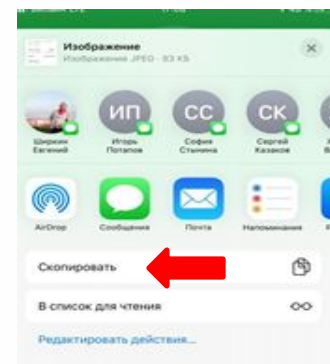 Изображение
Изображение JPEG · 83 КБ
ИП
СС
СК
Ширкин
Евгений
Игорь
Потапов
София
Стынина
Сергей
Казаков
AirDrop
Сообщения
Почта
Напоминания
Скопировать
В список для чтения
Редактировать действия...